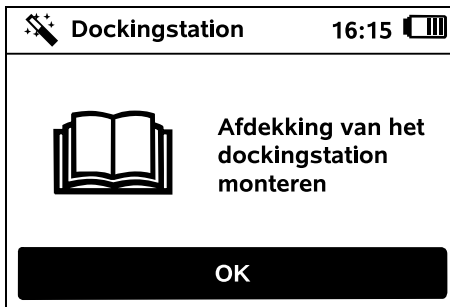 Dockingstation 16:15
Afdekking van het
dockingstation
monteren
OK